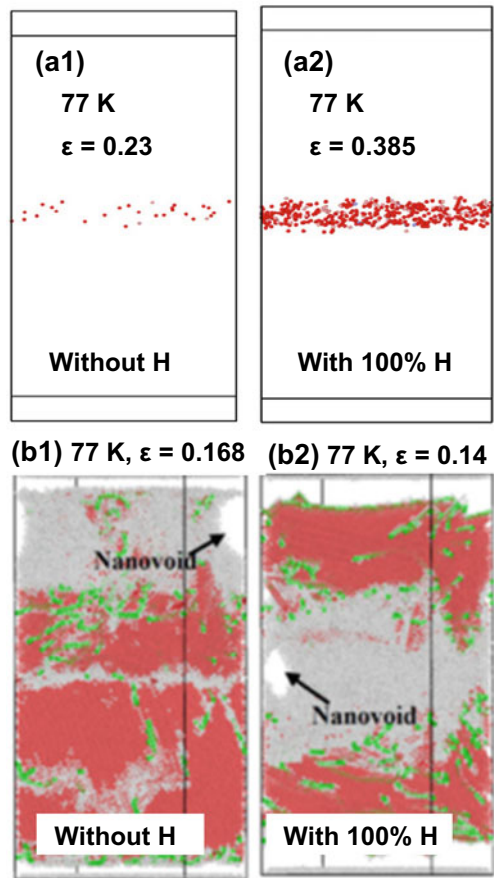 (a1)
77 K
ε = 0.23
Without H
(a2)
77 K
ε = 0.385
With 100% H
(b1) 77 K, ε = 0.168
Nanovoid
Without H
(b2) 77 K, ε = 0.14
Nanovoid
With 100% H